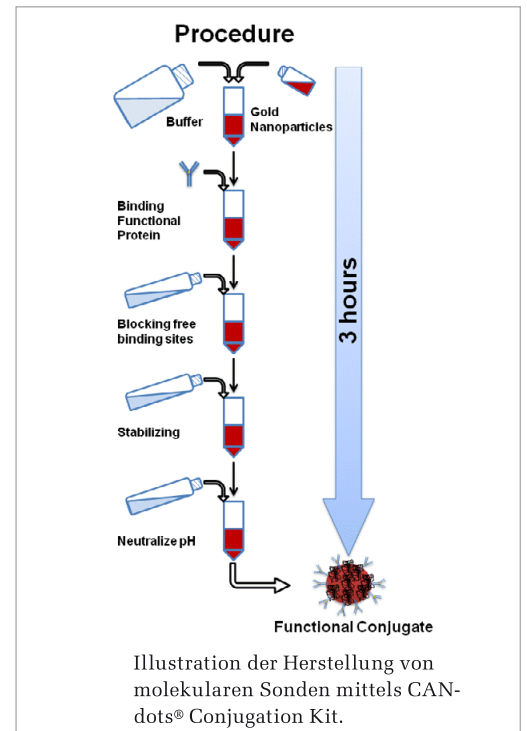 Procedure
Buffer
Gold
Nanoparticles
Binding
Functional
Protein
Blocking free
binding sites
Stabilizing
Neutralize pH
3 hours
Functional Conjugate
Illustration der Herstellung von
molekularen Sonden mittels CAN-
dots® Conjugation Kit.